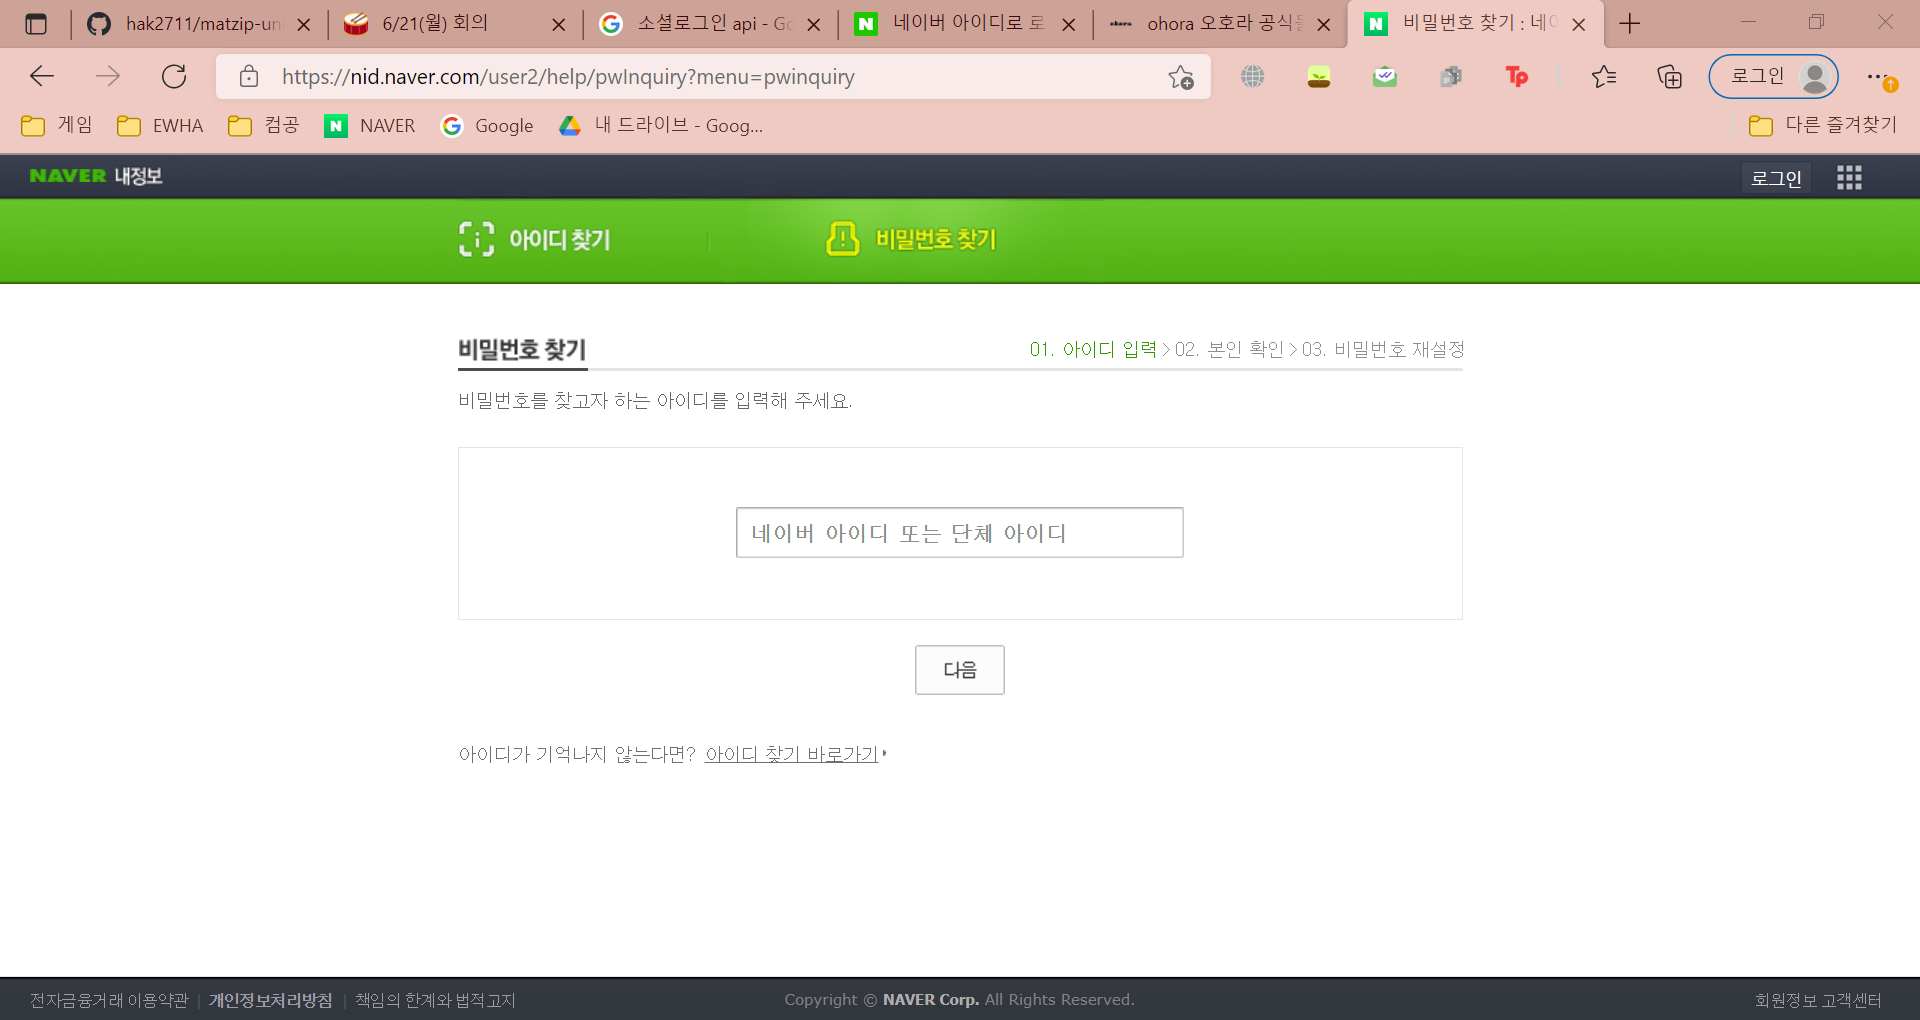 hak2711/matzip-un
6/21(월) 회의
소셜로그인 api - Go
네이버 아이디로 로
ohora 오호라 공식
비밀번호 찾기 : 네이
https://nid.naver.com/user2/help/pwInquiry?menu=pwinquiry
Tp
로그인
게임
EWHA
컴공
N NAVER
Google
내 드라이브 - Goog...
다른 즐겨찾기
NAVER 내정보
로그인
아이디 찾기
비밀번호 찾기
비밀번호 찾기
01. 아이디 입력 > 02. 본인 확인 > 03. 비밀번호 재설정
비밀번호를 찾고자 하는 아이디를 입력해 주세요.
네이버 아이디 또는 단체 아이디
다음
아이디가 기억나지 않는다면? 아이디 찾기 바로가기
전자금융거래 이용약관 | 개인정보처리방침 | 책임의 한계와 법적고지
Copyright © NAVER Corp. All Rights Reserved.
회원정보 고객센터